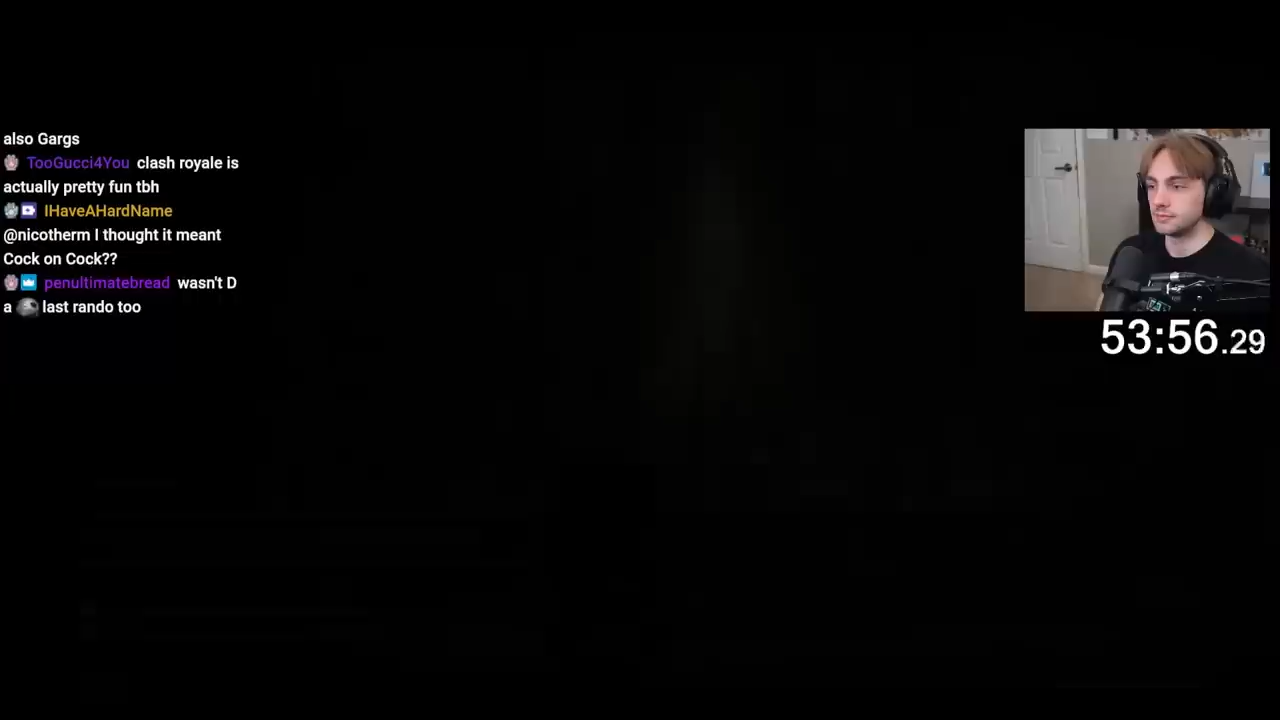 also Gargs
TooGucci4You clash royale is
actually pretty fun tbh
IHaveAHardName
@nicotherm I thought it meant
Cock on Cock??
penultimatebread wasn't D
a last rando too
53:56.29